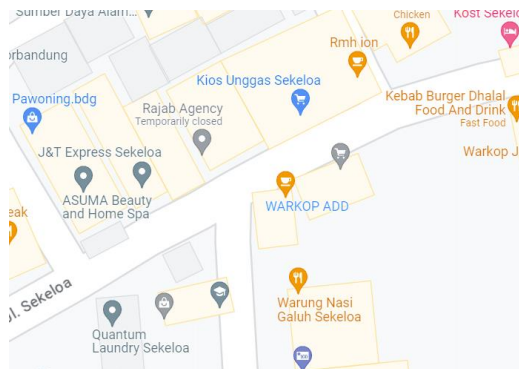 Sumber Daya Alam...
Chicken
Kost Sekelo
Rmh ion
orbandung
Kios Unggas Sekeloa
Pawoning.bdg
Rajab Agency
Temporarily closed
Kebab Burger Dhalal
Food And Drink
Fast Food
J&T Express Sekeloa
Warkop J
ASUMA Beauty
and Home Spa
WARKOP ADD
eak
Jl. Sekeloa
Warung Nasi
Galuh Sekeloa
Quantum
Laundry Sekeloa